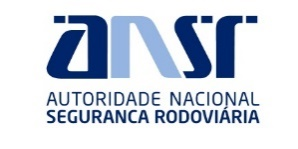 ansr
AUTORIDADE NACIONAL
SEGURANCA RODOVIÁRIA